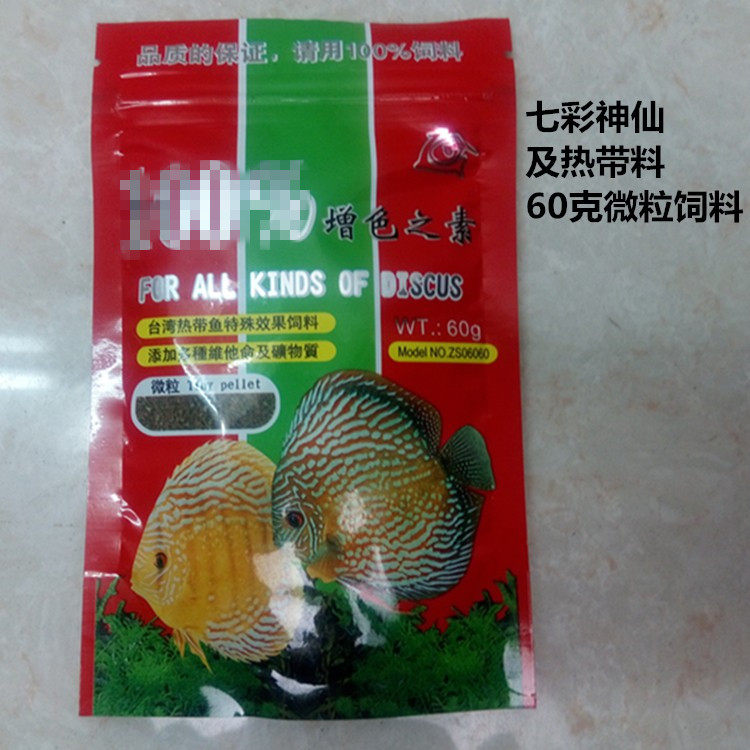 品质的保证，请用100%饲料
100%增色之素
FOR ALL KINDS OF DISCUS
台湾热带鱼特殊效果饲料
WT.: 60g
添加多種維他命及礦物質
Model NO.ZS06060
微粒 Tiny pellet
七彩神仙
及热带料
60克微粒饲料